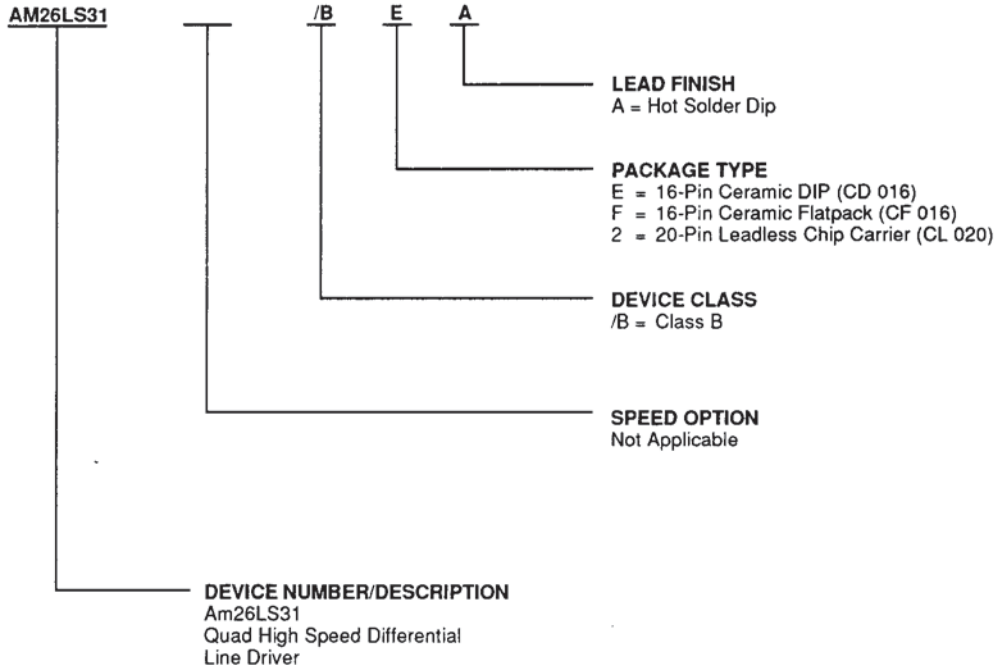 AM26LS31 /B E A
LEAD FINISH
A = Hot Solder Dip
PACKAGE TYPE
E = 16-Pin Ceramic DIP (CD 016)
F = 16-Pin Ceramic Flatpack (CF 016)
2 = 20-Pin Leadless Chip Carrier (CL 020)
DEVICE CLASS
/B = Class B
SPEED OPTION
Not Applicable
DEVICE NUMBER/DESCRIPTION
Am26LS31
Quad High Speed Differential
Line Driver